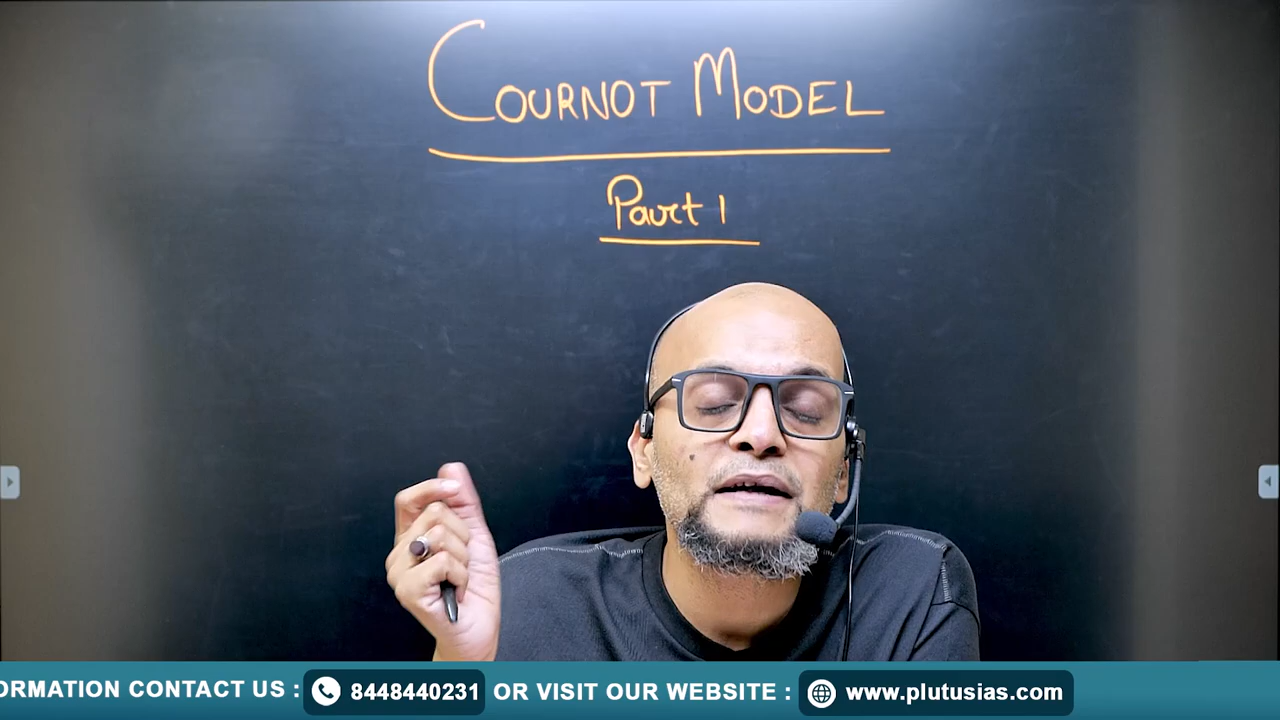 COURNOT MODEL
Part 1
ORMATION CONTACT US : 8448440231 OR VISIT OUR WEBSITE : www.plutusias.com